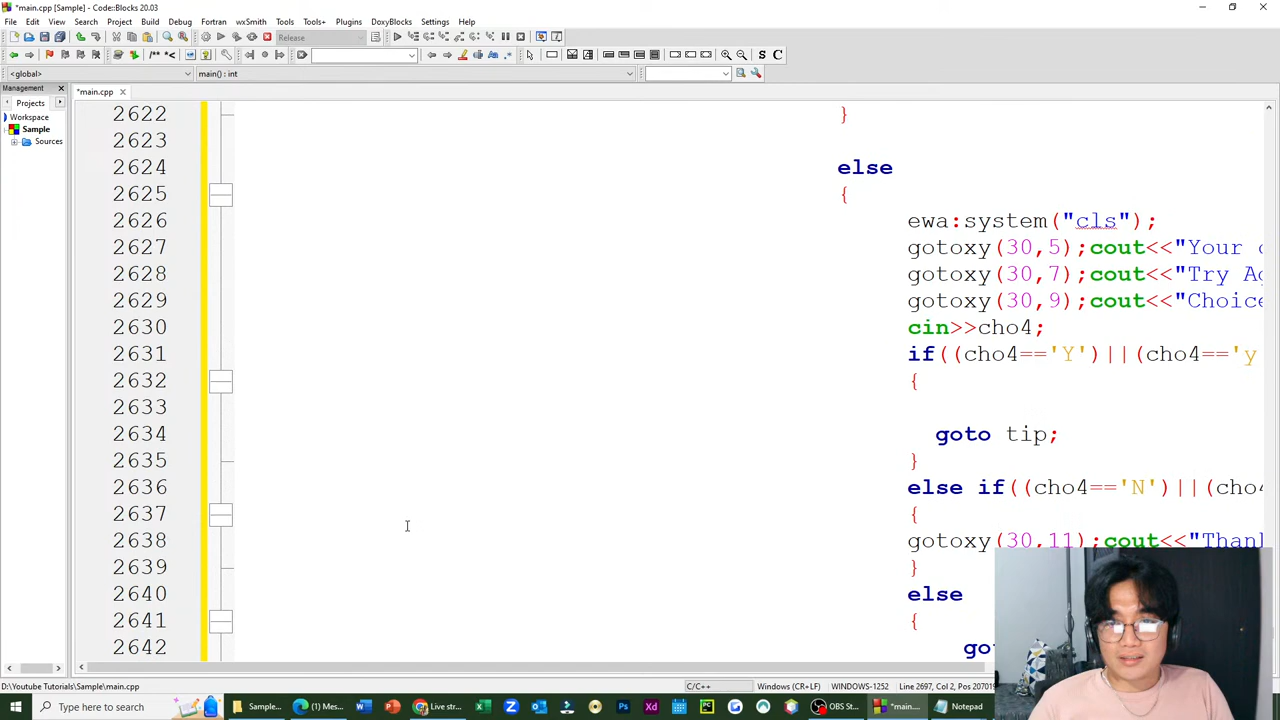 *main.cpp [Sample] - Code::Blocks 20.03
File Edit View Search Project Build Debug Fortran wxSmith Tools Tools+ Plugins DoxyBlocks Settings Help
Release
/** *<
S C
<global> main() : int
Management
*main.cpp
Projects
Workspace
Sample
Sources
2622 }
2623
2624 else
2625 {
2626 ewa:system("cls");
2627 gotoxy(30,5);cout<<"Your
2628 gotoxy(30,7);cout<<"Try
2629 gotoxy(30,9);cout<<"Choice
2630 cin>>cho4;
2631 if((cho4=='Y')||(cho4=='y
2632 {
2633
2634 goto tip;
2635 }
2636 else if((cho4=='N')||(cho
2637 {
2638 gotoxy(30,11);cout<<"Than
2639 }
2640 else
2641 {
2642 go
D:\Youtube Tutorials\Sample\main.cpp C/C++ Windows (CR+LF) WINDOWS-1252 Line 2697, Col 2, Pos 20701
Type here to search Sample... (1) Mes... Live str... OBS St... *main.... Notepad